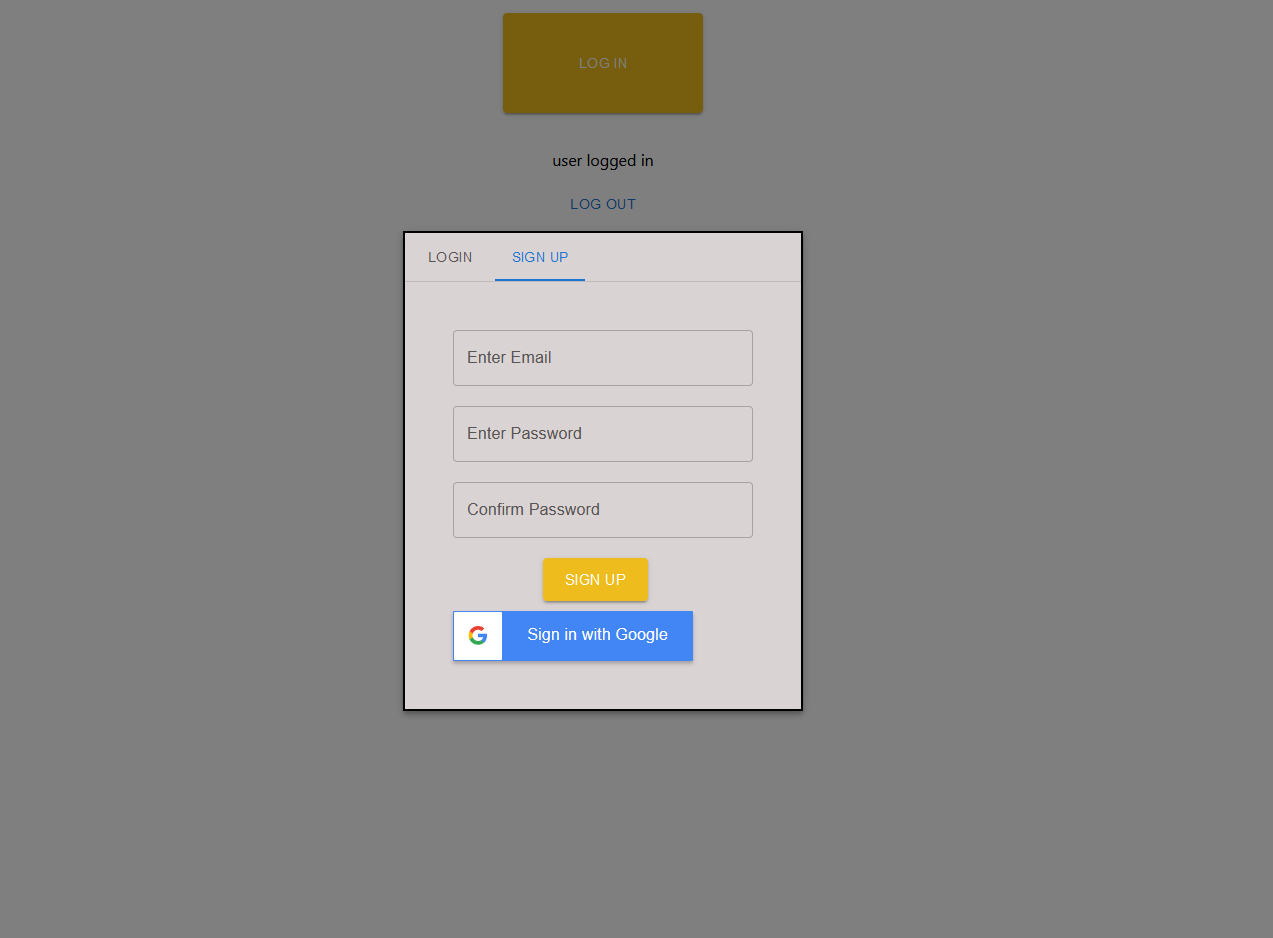 LOG IN
user logged in
LOG OUT
LOGIN SIGN UP
Enter Email
Enter Password
Confirm Password
SIGN UP
Sign in with Google